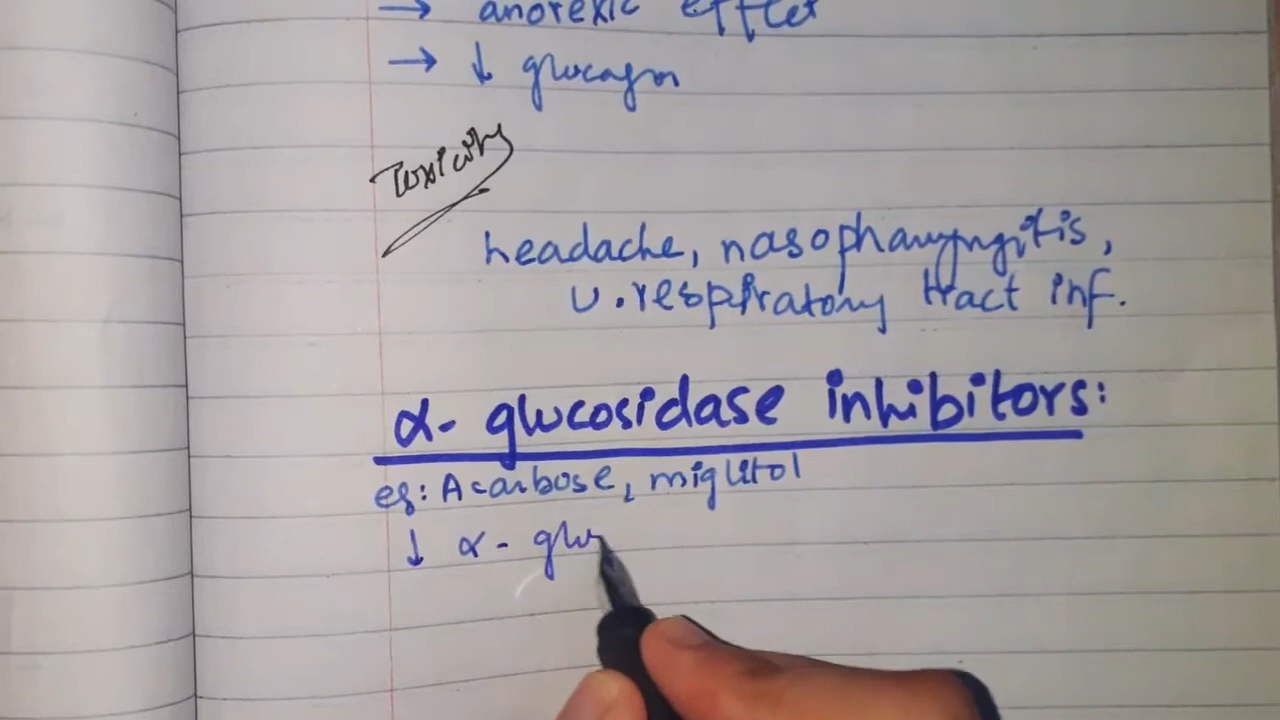 → anorexic effect
→ ↓ glucagon
Toxicity
headache, nasopharyngitis,
U. respiratory tract inf.
α- glucosidase inhibitors:
eg: Acarbose, miglitol
↓ α- glu